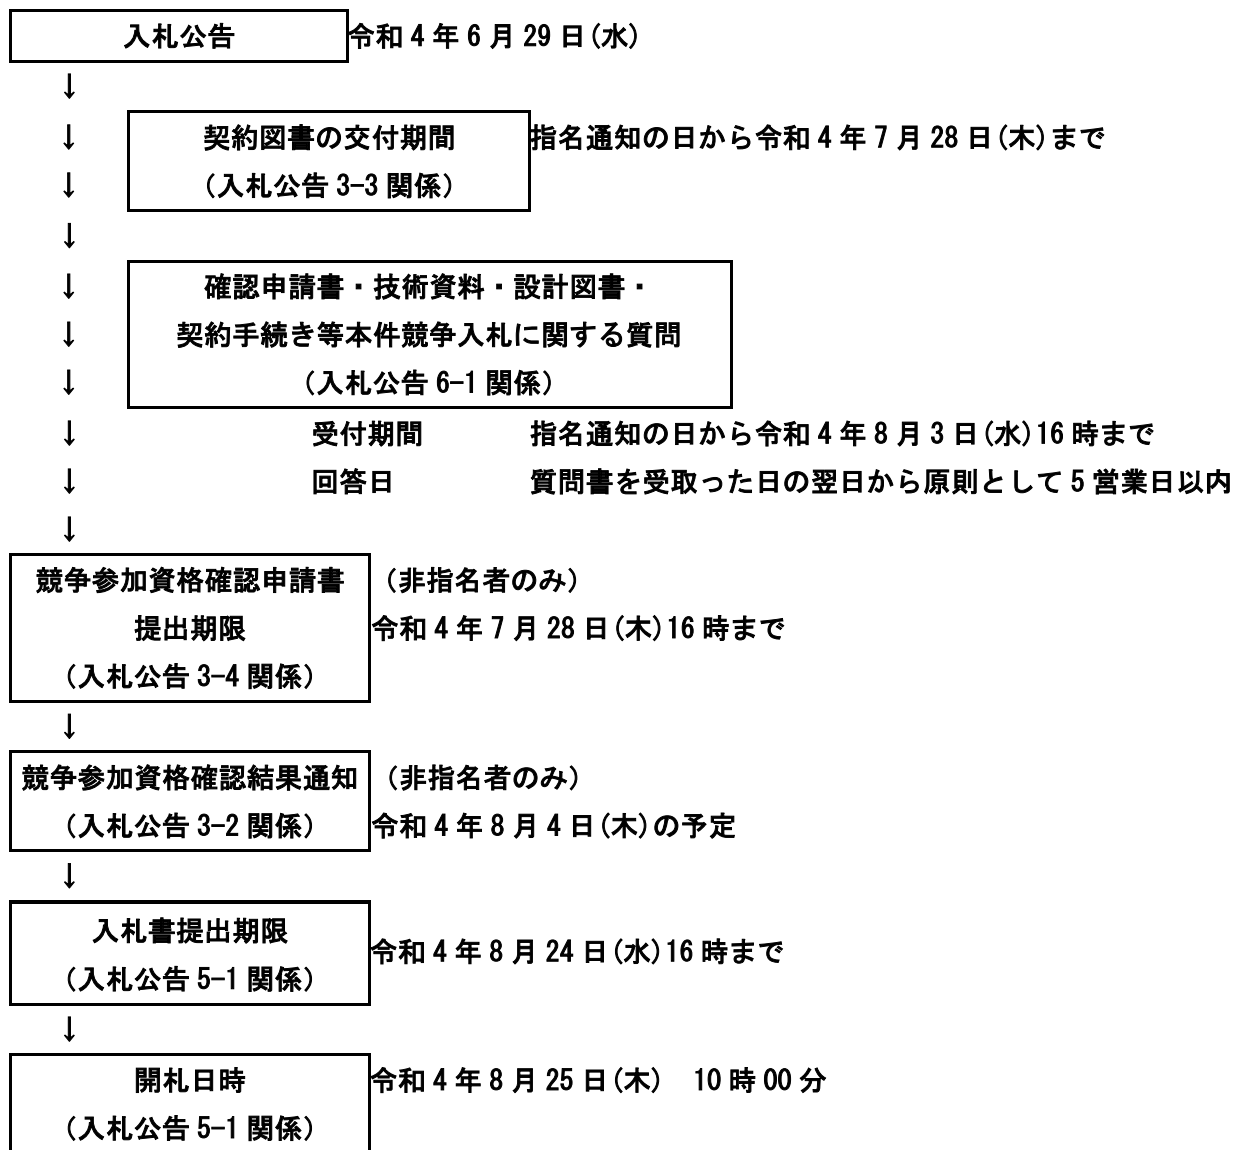 入札公告 令和4年6月29日(水)
↓
↓ 契約図書の交付期間 指名通知の日から令和4年7月28日(木)まで
↓ (入札公告3-3関係)
↓
↓ 確認申請書・技術資料・設計図書・
↓ 契約手続き等本件競争入札に関する質問
↓ (入札公告6-1関係)
↓ 受付期間 指名通知の日から令和4年8月3日(水)16時まで
↓ 回答日 質問書を受取った日の翌日から原則として5営業日以内
↓
競争参加資格確認申請書 (非指名者のみ)
提出期限 令和4年7月28日(木)16時まで
(入札公告3-4関係)
↓
競争参加資格確認結果通知 (非指名者のみ)
(入札公告3-2関係) 令和4年8月4日(木)の予定
↓
入札書提出期限
令和4年8月24日(水)16時まで
(入札公告5-1関係)
↓
開札日時 令和4年8月25日(木) 10時00分
(入札公告5-1関係)